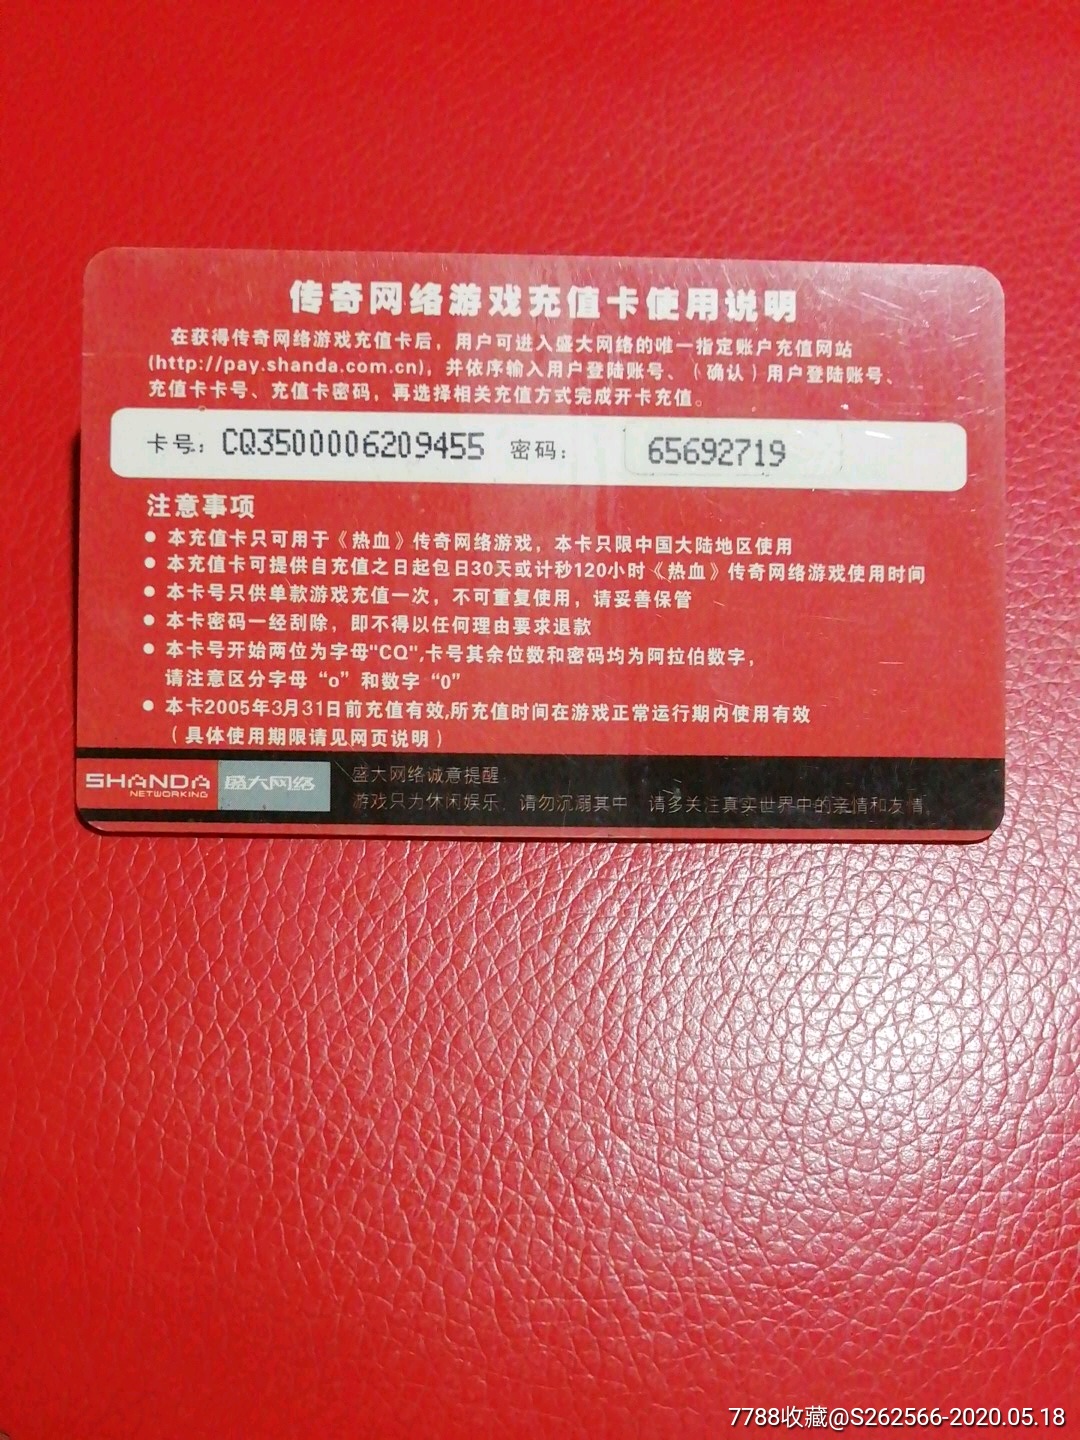 传奇网络游戏充值卡使用说明
在获得传奇网络游戏充值卡后，用户可进入盛大网络的唯一指定账户充值网站
(http://pay.shanda.com.cn)，并依序输入用户登陆账号、（确认）用户登陆账号、
充值卡卡号、充值卡密码，再选择相关充值方式完成开卡充值。
卡号：CQ3500006209455 密码： 65692719
注意事项
● 本充值卡只可用于《热血》传奇网络游戏，本卡只限中国大陆地区使用
● 本充值卡可提供自充值之日起包日30天或计秒120小时《热血》传奇网络游戏使用时间
● 本卡号只供单款游戏充值一次，不可重复使用，请妥善保管
● 本卡密码一经刮除，即不得以任何理由要求退款
● 本卡号开始两位为字母"CQ",卡号其余位数和密码均为阿拉伯数字，
请注意区分字母“o”和数字“0”
● 本卡2005年3月31日前充值有效,所充值时间在游戏正常运行期内使用有效
（具体使用期限请见网页说明）
SHANDA NETWORKING 盛大网络
盛大网络诚意提醒
游戏只为休闲娱乐，请勿沉溺其中 请多关注真实世界中的亲情和友情。
7788收藏@S262566-2020.05.18